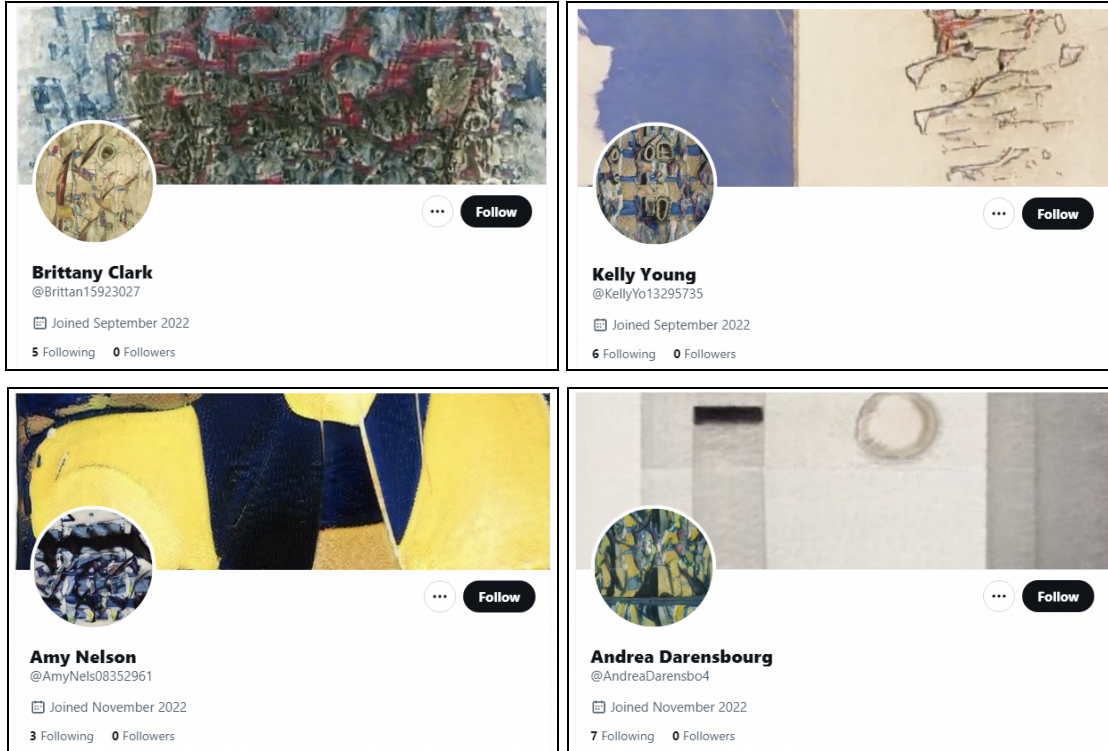 Follow
Brittany Clark
@Brittan15923027
Joined September 2022
5 Following 0 Followers
Follow
Kelly Young
@KellyYo13295735
Joined September 2022
6 Following 0 Followers
Follow
Amy Nelson
@AmyNels08352961
Joined November 2022
3 Following 0 Followers
Follow
Andrea Darensbourg
@AndreaDarensbo4
Joined November 2022
7 Following 0 Followers